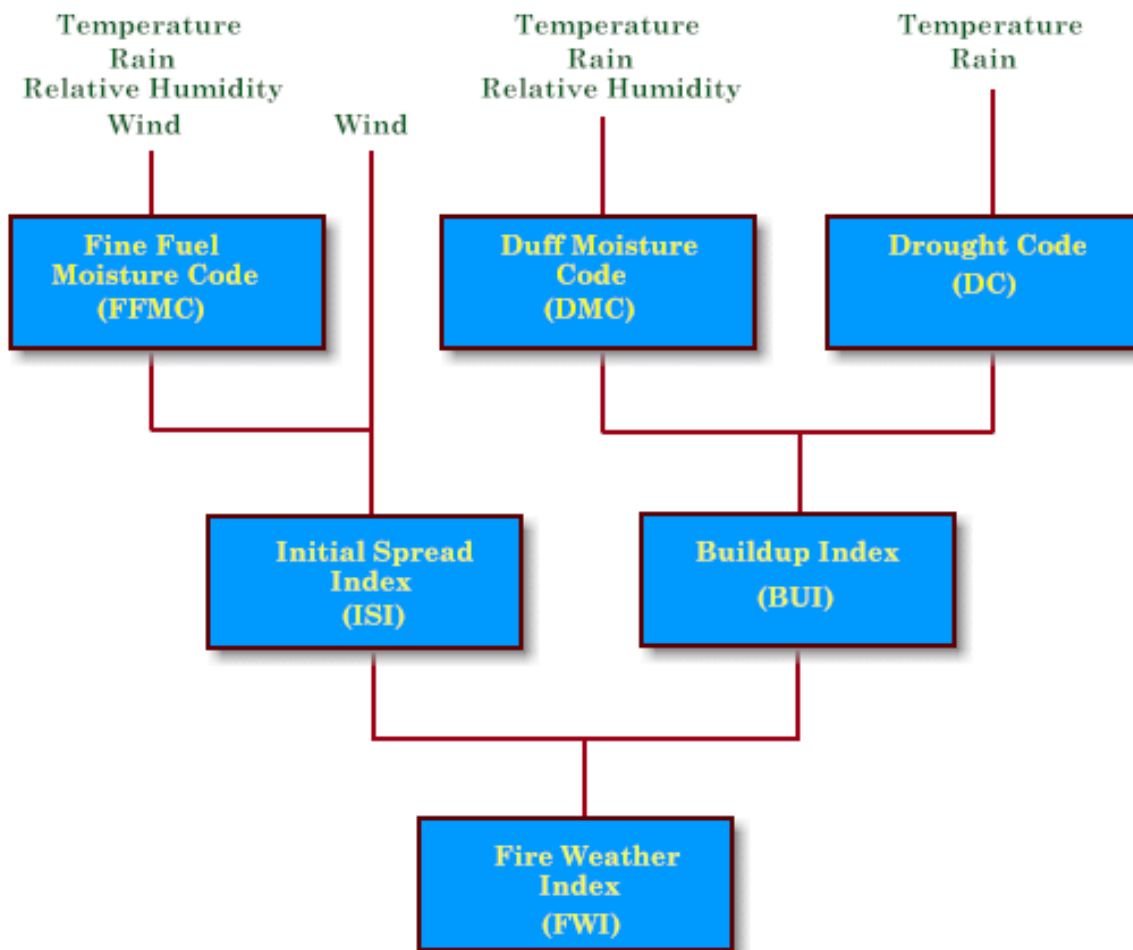 Temperature
Rain
Relative Humidity
Wind
Wind
Temperature
Rain
Relative Humidity
Temperature
Rain
Fine Fuel
Moisture Code
(FFMC)
Duff Moisture
Code
(DMC)
Drought Code
(DC)
Initial Spread
Index
(ISI)
Buildup Index
(BUI)
Fire Weather
Index
(FWI)